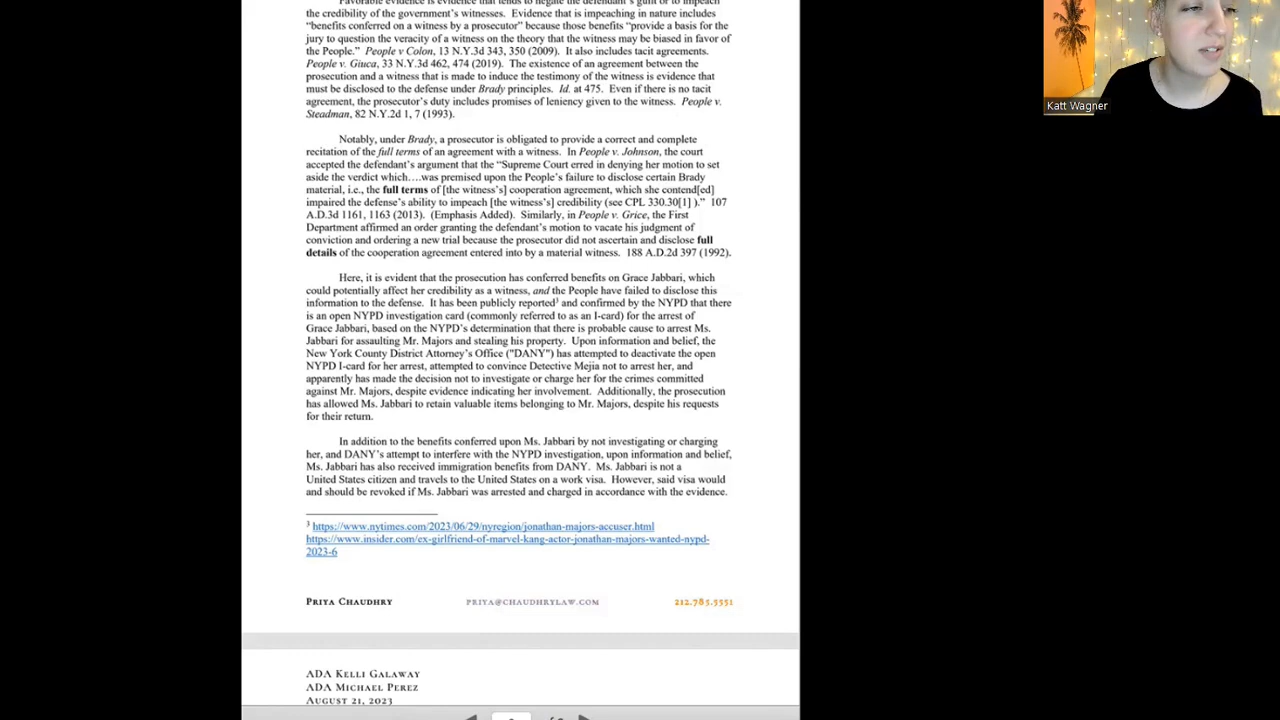 Favorable evidence is evidence that tends to negate the defendant's guilt or to impeach
the credibility of the government's witnesses. Evidence that is impeaching in nature includes
"benefits conferred on a witness by a prosecutor" because those benefits "provide a basis for the
jury to question the veracity of a witness on the theory that the witness may be biased in favor of
the People." People v Colon, 13 N.Y.3d 343, 350 (2009). It also includes tacit agreements.
People v. Giuca, 33 N.Y.3d 462, 474 (2019). The existence of an agreement between the
prosecution and a witness that is made to induce the testimony of the witness is evidence that
must be disclosed to the defense under Brady principles. Id. at 475. Even if there is no tacit
agreement, the prosecutor's duty includes promises of leniency given to the witness. People v.
Steadman, 82 N.Y.2d 1, 7 (1993).
Notably, under Brady, a prosecutor is obligated to provide a correct and complete
recitation of the full terms of an agreement with a witness. In People v. Johnson, the court
accepted the defendant's argument that the "Supreme Court erred in denying her motion to set
aside the verdict which….was premised upon the People's failure to disclose certain Brady
material, i.e., the full terms of [the witness's] cooperation agreement, which she contend[ed]
impaired the defense's ability to impeach [the witness's] credibility (see CPL 330.30[1] )." 107
A.D.3d 1161, 1163 (2013). (Emphasis Added). Similarly, in People v. Grice, the First
Department affirmed an order granting the defendant's motion to vacate his judgment of
conviction and ordering a new trial because the prosecutor did not ascertain and disclose full
details of the cooperation agreement entered into by a material witness. 188 A.D.2d 397 (1992).
Here, it is evident that the prosecution has conferred benefits on Grace Jabbari, which
could potentially affect her credibility as a witness, and the People have failed to disclose this
information to the defense. It has been publicly reported3 and confirmed by the NYPD that there
is an open NYPD investigation card (commonly referred to as an I-card) for the arrest of
Grace Jabbari, based on the NYPD's determination that there is probable cause to arrest Ms.
Jabbari for assaulting Mr. Majors and stealing his property. Upon information and belief, the
New York County District Attorney's Office ("DANY") has attempted to deactivate the open
NYPD I-card for her arrest, attempted to convince Detective Mejia not to arrest her, and
apparently has made the decision not to investigate or charge her for the crimes committed
against Mr. Majors, despite evidence indicating her involvement. Additionally, the prosecution
has allowed Ms. Jabbari to retain valuable items belonging to Mr. Majors, despite his requests
for their return.
In addition to the benefits conferred upon Ms. Jabbari by not investigating or charging
her, and DANY's attempt to interfere with the NYPD investigation, upon information and belief,
Ms. Jabbari has also received immigration benefits from DANY. Ms. Jabbari is not a
United States citizen and travels to the United States on a work visa. However, said visa would
and should be revoked if Ms. Jabbari was arrested and charged in accordance with the evidence.
3 https://www.nytimes.com/2023/06/29/nyregion/jonathan-majors-accuser.html
https://www.insider.com/ex-girlfriend-of-marvel-kang-actor-jonathan-majors-wanted-nypd-
2023-6
PRIYA CHAUDHRY PRIYA@CHAUDHRYLAW.COM 212.785.5551
ADA KELLI GALAWAY
ADA MICHAEL PEREZ
AUGUST 21, 2023
Katt Wagner